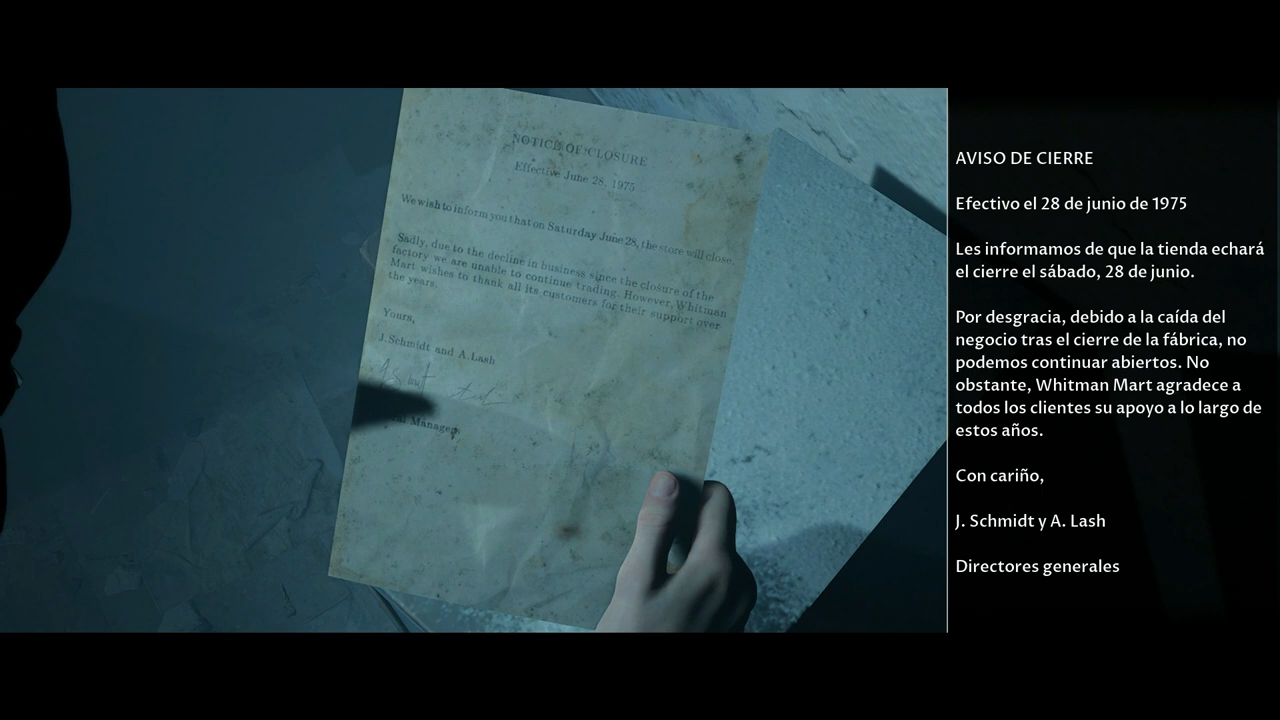 NOTICE OF CLOSURE
Effective June 28, 1975
We wish to inform you that on Saturday June 28, the store will close.
Sadly, due to the decline in business since the closure of the
factory we are unable to continue trading. However, Whitman
Mart wishes to thank all its customers for their support over
the years.
Yours,
J.Schmidt and A.Lash
Managers
AVISO DE CIERRE
Efectivo el 28 de junio de 1975
Les informamos de que la tienda echará
el cierre el sábado, 28 de junio.
Por desgracia, debido a la caída del
negocio tras el cierre de la fábrica, no
podemos continuar abiertos. No
obstante, Whitman Mart agradece a
todos los clientes su apoyo a lo largo de
estos años.
Con cariño,
J. Schmidt y A. Lash
Directores generales